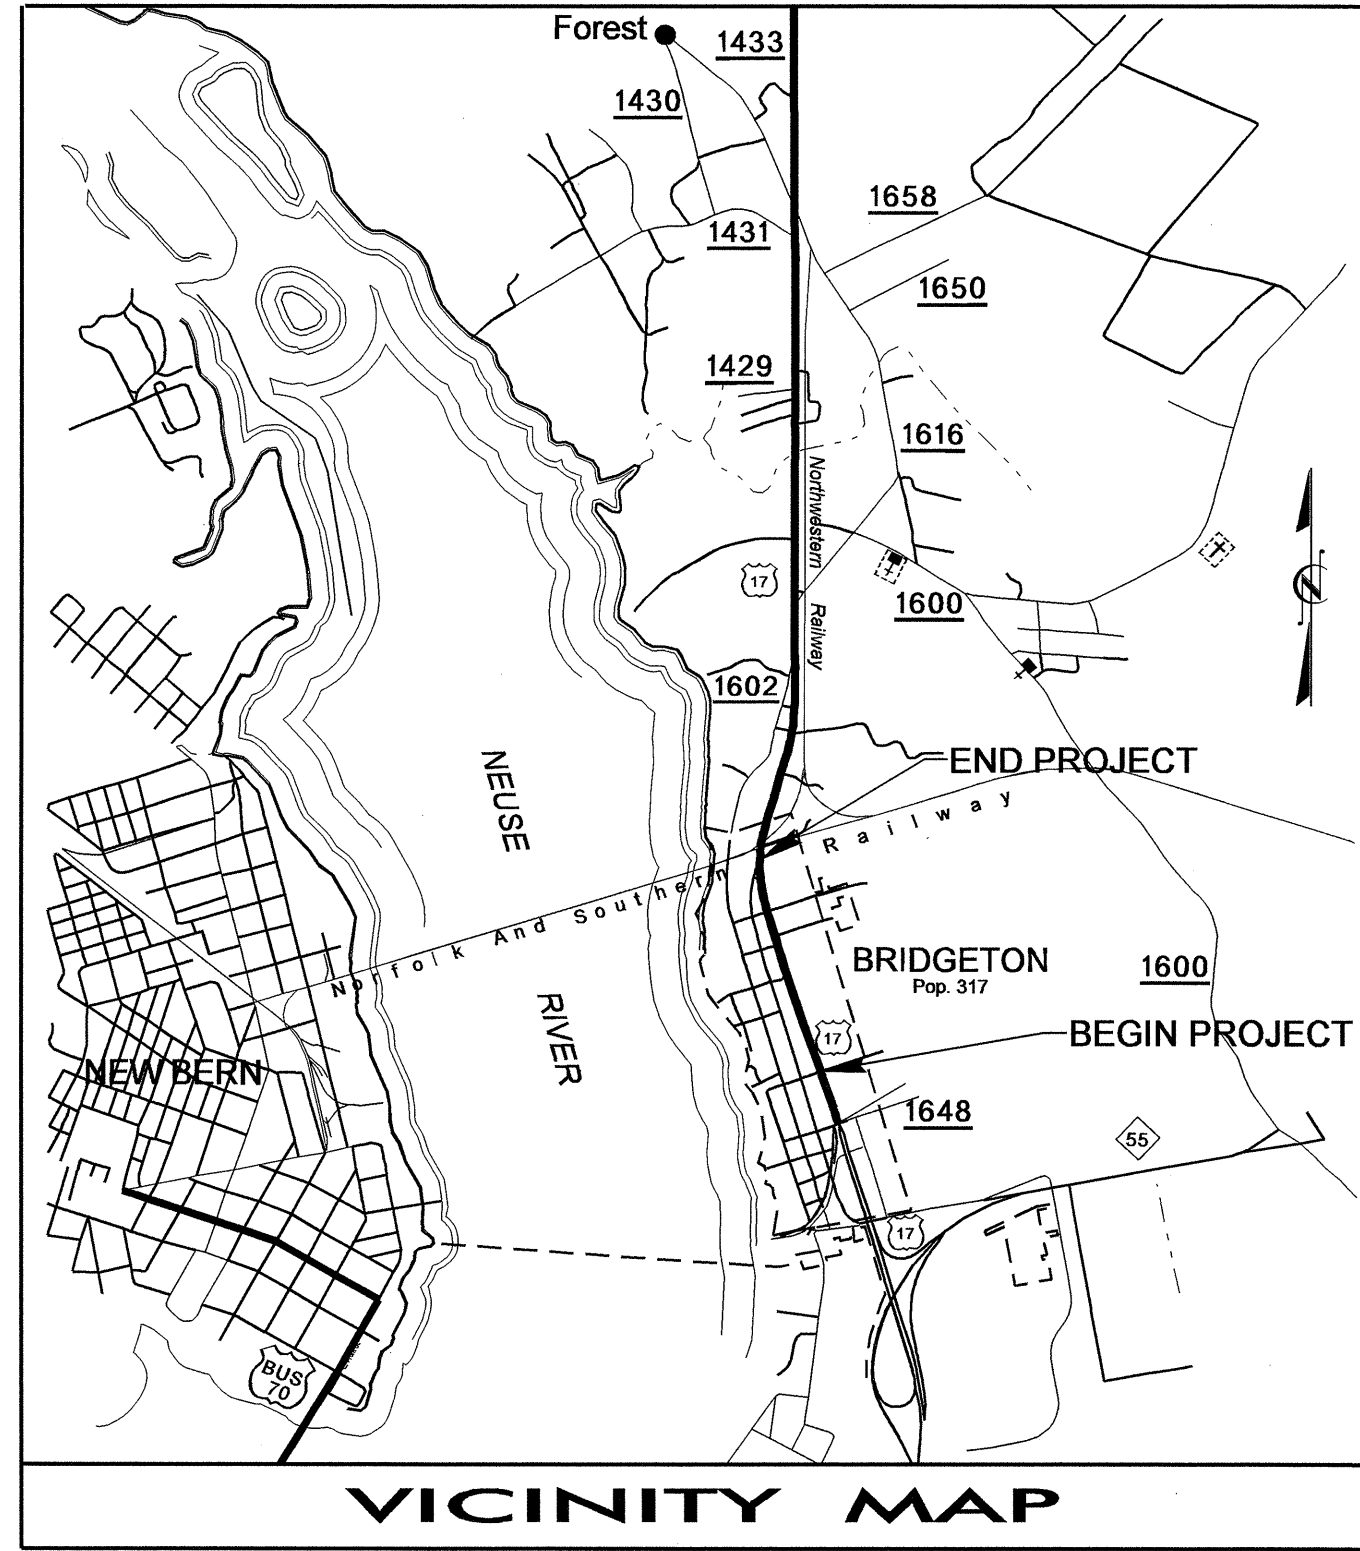 Forest
1433
1430
1658
1431
1650
1429
1616
Northwestern Railway
17
1600
1602
NEUSE
END PROJECT
Norfolk And Southern Railway
BRIDGETON
Pop. 317
1600
RIVER
17
BEGIN PROJECT
NEW BERN
1648
55
17
BUS
70
N
VICINITY MAP